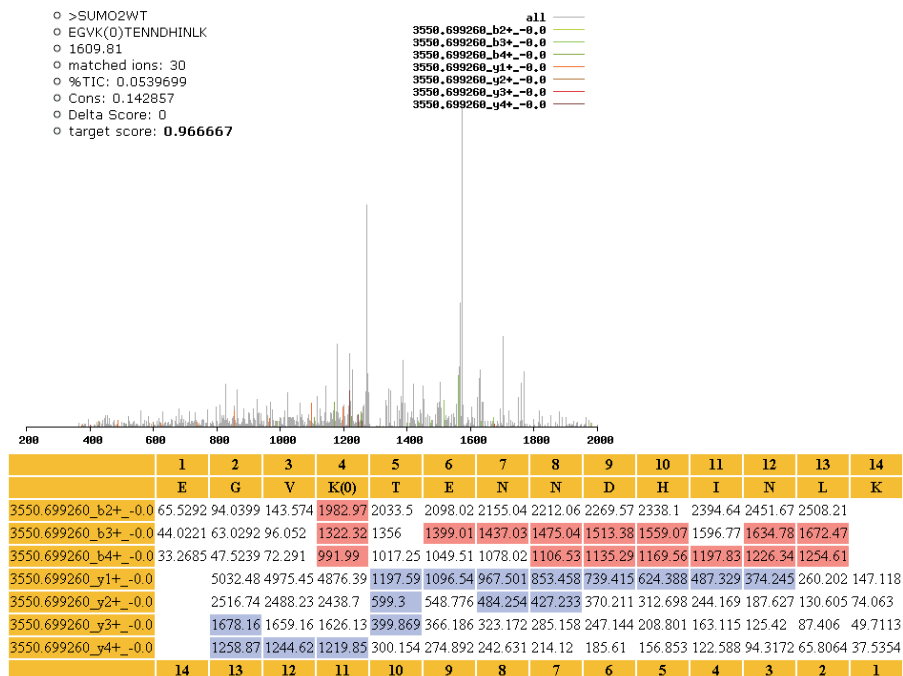 >SUMO2WT
EGVK(0)TENNDHINLK
1609.81
matched ions: 30
%TIC: 0.0539699
Cons: 0.142857
Delta Score: 0
target score: 0.966667
all
3550.699260_b2+_-0.0
3550.699260_b3+_-0.0
3550.699260_b4+_-0.0
3550.699260_y1+_-0.0
3550.699260_y2+_-0.0
3550.699260_y3+_-0.0
3550.699260_y4+_-0.0
200 400 600 800 1000 1200 1400 1600 1800 2000
1 2 3 4 5 6 7 8 9 10 11 12 13 14
E G V K(0) T E N N D H I N L K
3550.699260_b2+_-0.0 65.5292 94.0399 143.574 1982.97 2033.5 2098.02 2155.04 2212.06 2269.57 2338.1 2394.64 2451.67 2508.21
3550.699260_b3+_-0.0 44.0221 63.0292 96.052 1322.32 1356 1399.01 1437.03 1475.04 1513.38 1559.07 1596.77 1634.78 1672.47
3550.699260_b4+_-0.0 33.2685 47.5239 72.291 991.99 1017.25 1049.51 1078.02 1106.53 1135.29 1169.56 1197.83 1226.34 1254.61
3550.699260_y1+_-0.0 5032.48 4975.45 4876.39 1197.59 1096.54 967.501 853.458 739.415 624.388 487.329 374.245 260.202 147.118
3550.699260_y2+_-0.0 2516.74 2488.23 2438.7 599.3 548.776 484.254 427.233 370.211 312.698 244.169 187.627 130.605 74.063
3550.699260_y3+_-0.0 1678.16 1659.16 1626.13 399.869 366.186 323.172 285.158 247.144 208.801 163.115 125.42 87.406 49.7113
3550.699260_y4+_-0.0 1258.87 1244.62 1219.85 300.154 274.892 242.631 214.12 185.61 156.853 122.588 94.3172 65.8064 37.5354
14 13 12 11 10 9 8 7 6 5 4 3 2 1